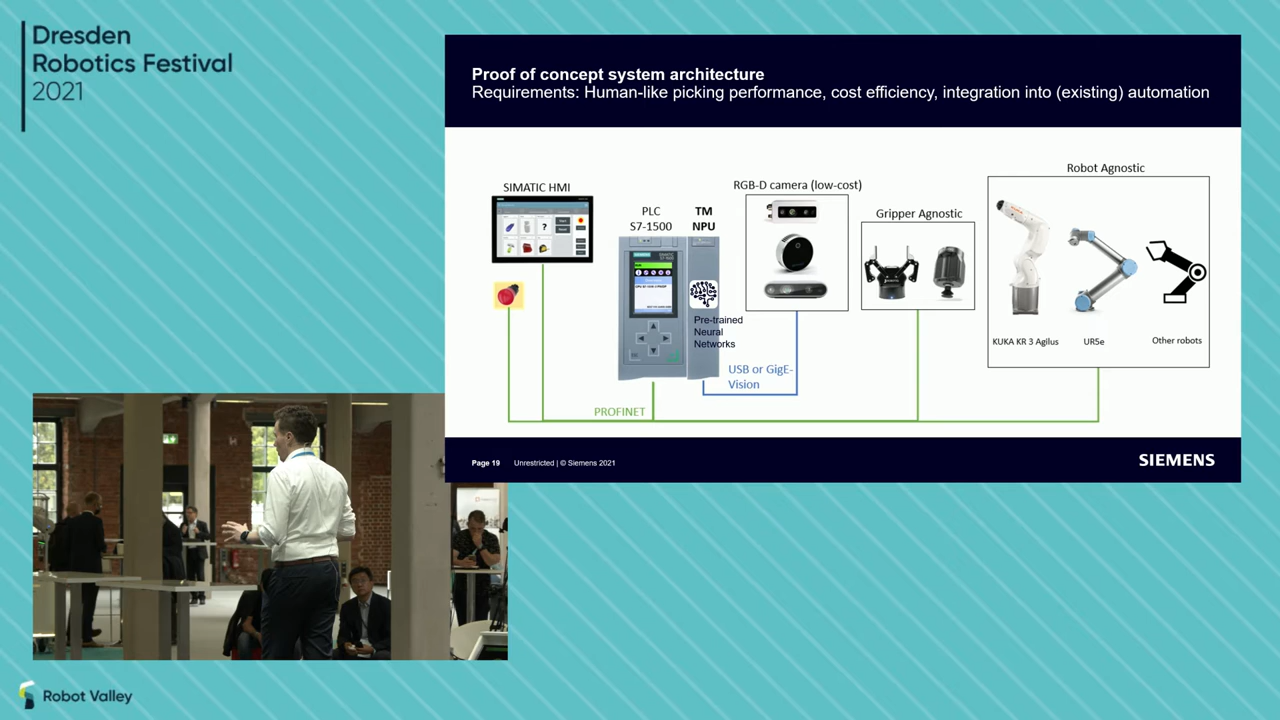 Dresden
Robotics Festival
2021
Proof of concept system architecture
Requirements: Human-like picking performance, cost efficiency, integration into (existing) automation
SIMATIC HMI
PLC
S7-1500
TM
NPU
RGB-D camera (low-cost)
Gripper Agnostic
Robot Agnostic
SIEMENS
Pre-trained
Neural
Networks
KUKA KR 3 Agilus
UR5e
Other robots
USB or GigE-
Vision
PROFINET
Page 19
Unrestricted | © Siemens 2021
SIEMENS
Robot Valley